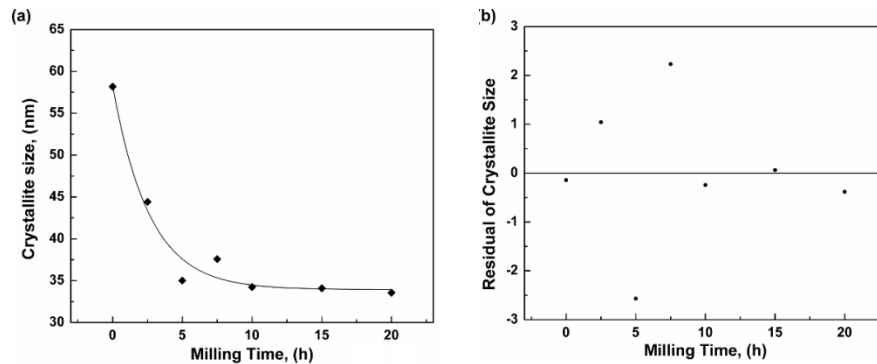 (a)
65
60
55
50
45
40
35
30
Crystallite size, (nm)
0 5 10 15 20
Milling Time, (h)
(b)
3
2
1
0
-1
-2
-3
Residual of Crystallite Size
0 5 10 15 20
Milling Time, (h)